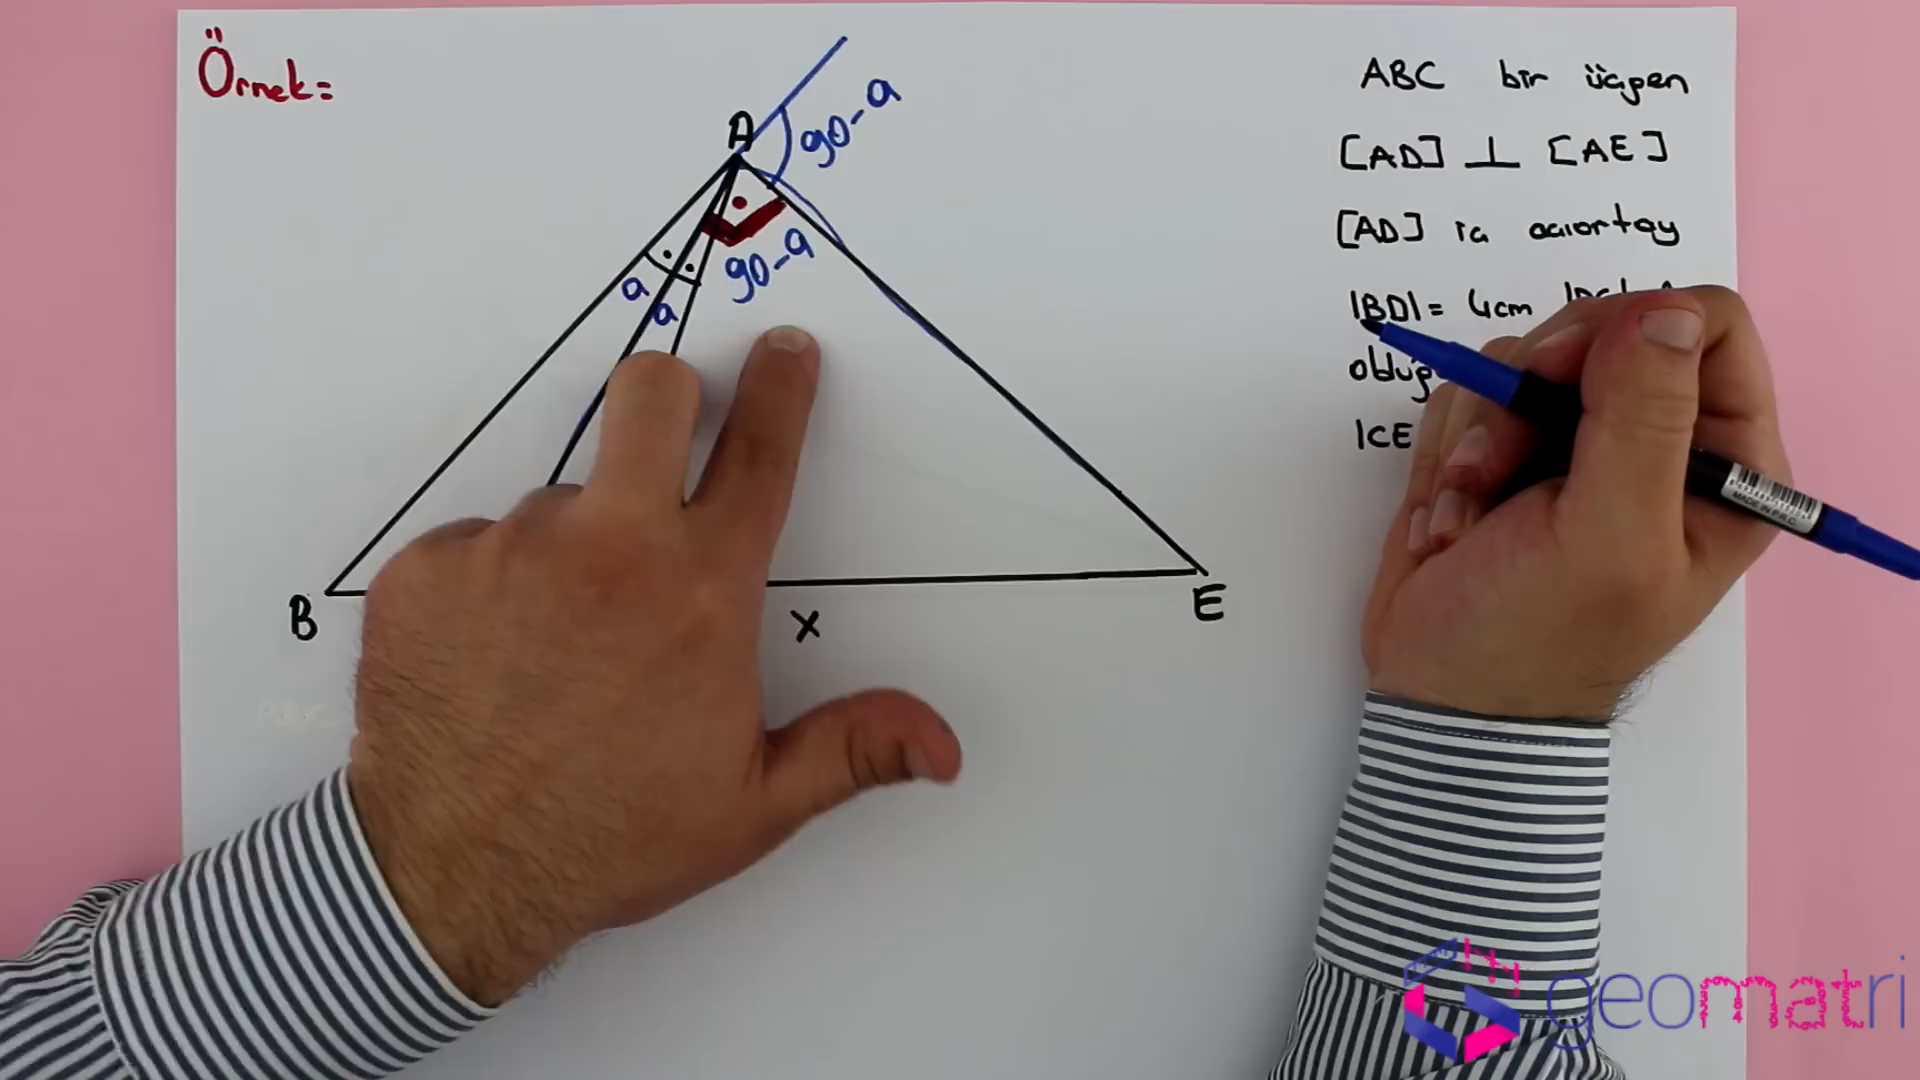 Örnek=
A
90-a
90-a
a
a
B
x
E
ABC bir üçgen
[AD] ⊥ [AE]
[AD] iç açıortay
|BD| = 4cm
|CE
geomatri